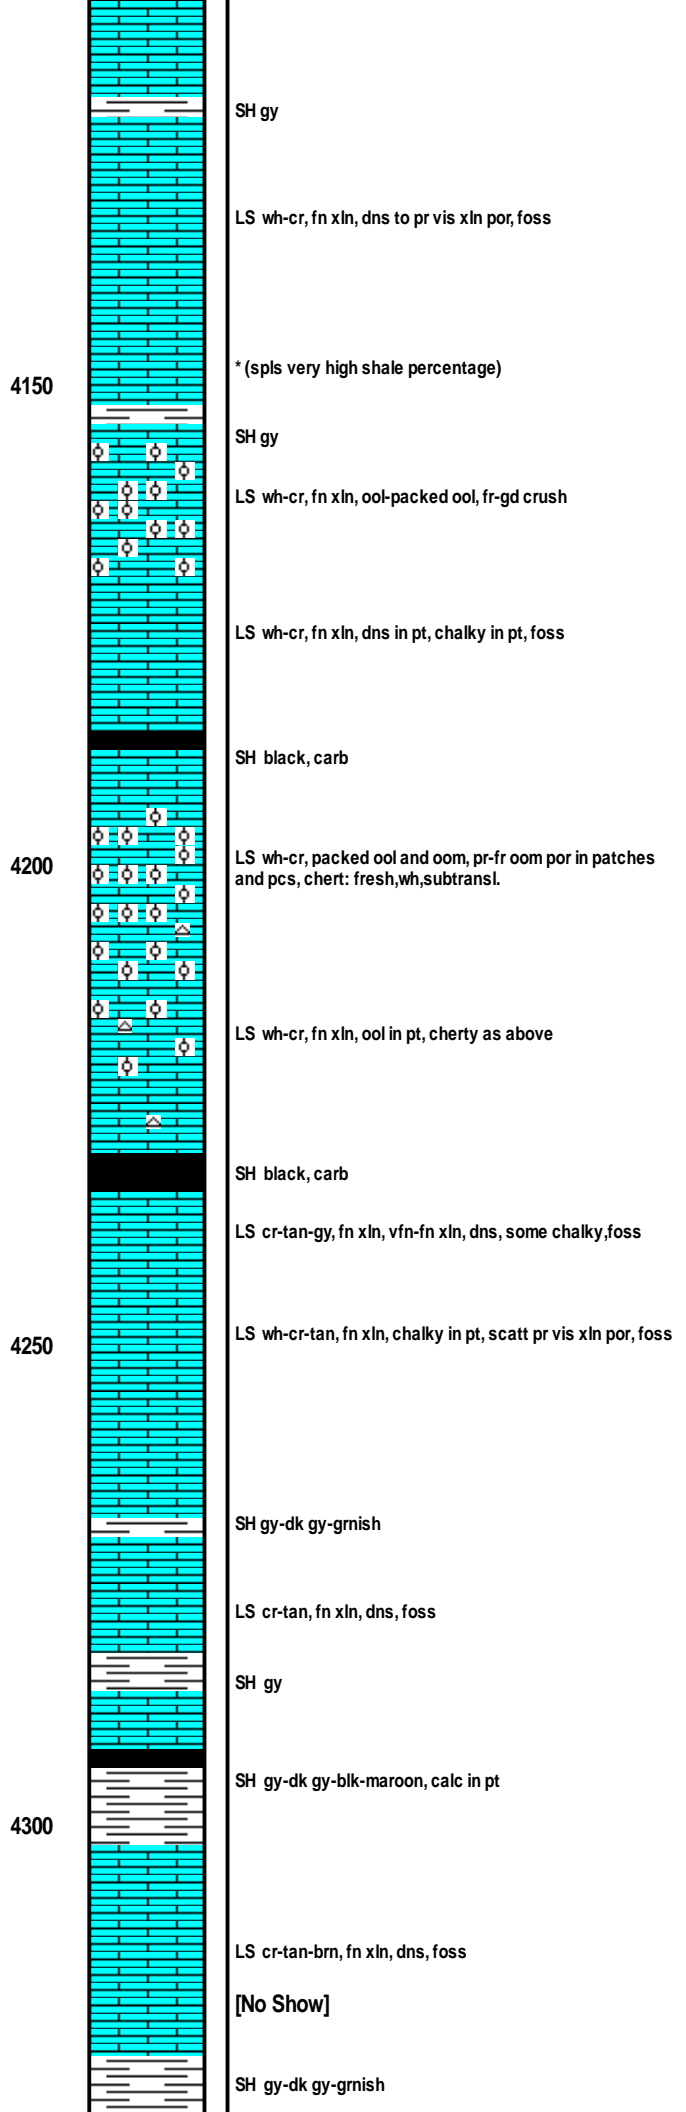 SH gy
LS wh-cr, fn xln, dns to pr vis xln por, foss
* (spls very high shale percentage)
4150
SH gy
LS wh-cr, fn xln, ool-packed ool, fr-gd crush
LS wh-cr, fn xln, dns in pt, chalky in pt, foss
SH black, carb
LS wh-cr, packed ool and oom, pr-fr oom por in patches
4200
and pcs, chert: fresh,wh,subtransl.
LS wh-cr, fn xln, ool in pt, cherty as above
SH black, carb
LS cr-tan-gy, fn xln, vfn-fn xln, dns, some chalky,foss
LS wh-cr-tan, fn xln, chalky in pt, scatt pr vis xln por, foss
4250
SH gy-dk gy-grnish
LS cr-tan, fn xln, dns, foss
SH gy
SH gy-dk gy-blk-maroon, calc in pt
4300
LS cr-tan-brn, fn xln, dns, foss
[No Show]
SH gy-dk gy-grnish